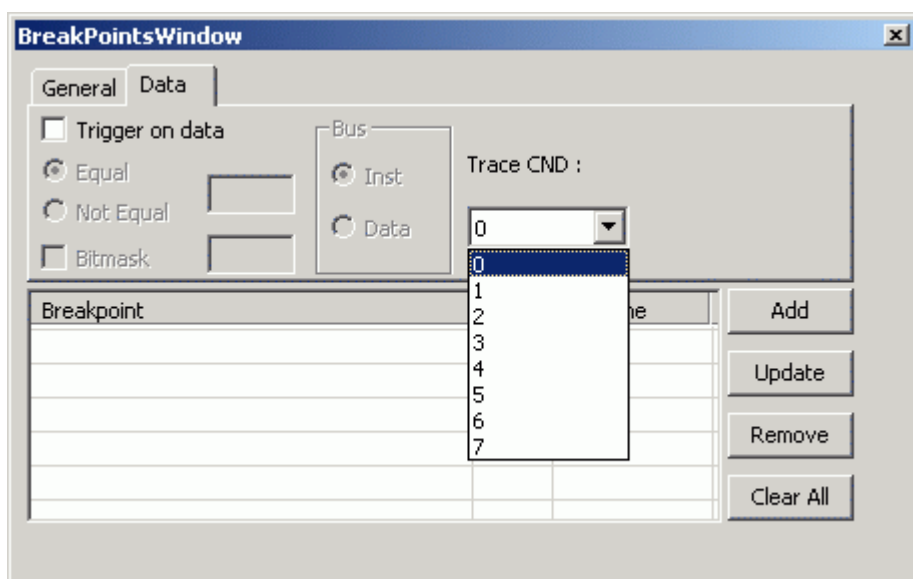 BreakPointsWindow
General Data
Trigger on data
Equal
Not Equal
Bitmask
Bus
Inst
Data
Trace CND :
0
0
1
2
3
4
5
6
7
Breakpoint
Add
Update
Remove
Clear All